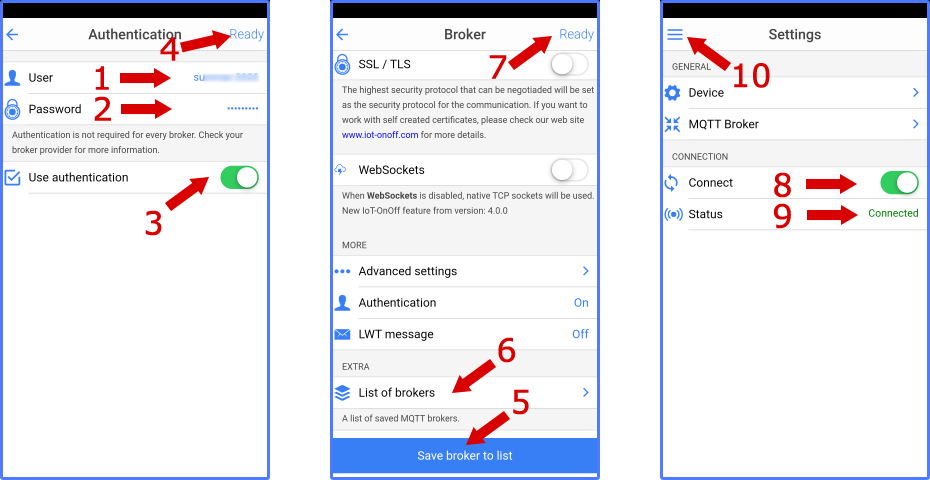 Authentication
Ready
4
User
1
Password
2
Authentication is not required for every broker. Check your
broker provider for more information.
Use authentication
3
Broker
Ready
7
SSL / TLS
The highest security protocol that can be negotiaded will be set
as the security protocol for the communication. If you want to
work with self created certificates, please check our web site
www.iot-onoff.com for more details.
WebSockets
When WebSockets is disabled, native TCP sockets will be used.
New IoT-OnOff feature from version: 4.0.0
MORE
Advanced settings
Authentication On
LWT message Off
6
EXTRA
List of brokers
5
A list of saved MQTT brokers.
Save broker to list
Settings
10
GENERAL
Device
MQTT Broker
CONNECTION
Connect 8
Status 9 Connected